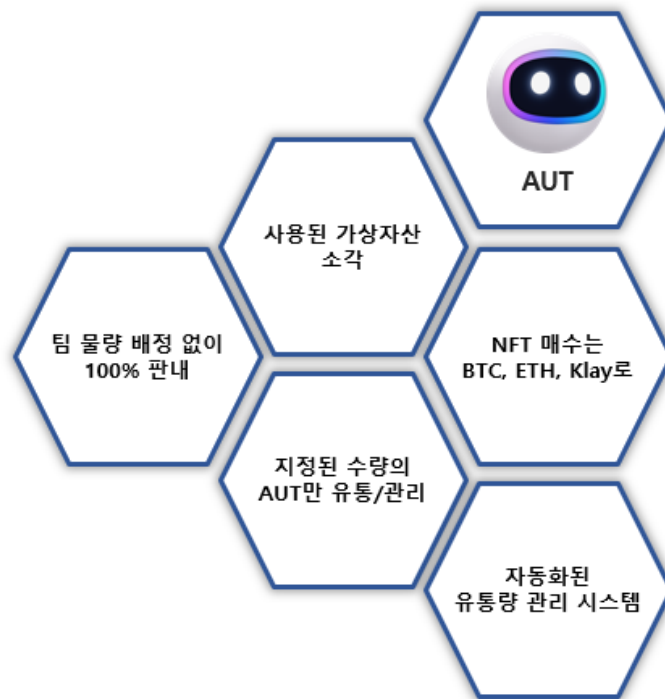 AUT
사용된 가상자산
소각
팀 물량 배정 없이
100% 판내
NFT 매수는
BTC, ETH, Klay로
지정된 수량의
AUT만 유통/관리
자동화된
유통량 관리 시스템